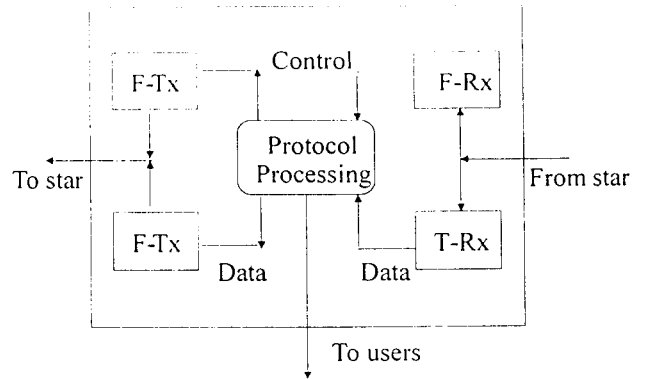 Control
F-Tx
F-Rx
Protocol
Processing
To star
From star
F-Tx
T-Rx
Data
Data
To users